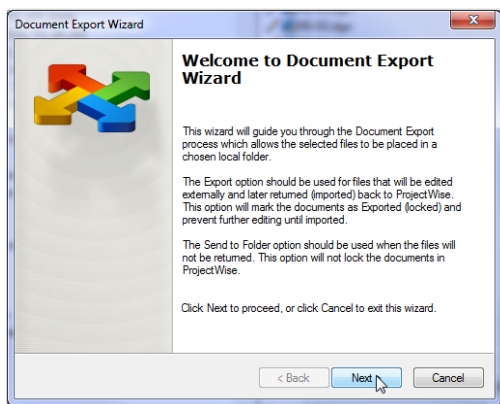 Document Export Wizard
Welcome to Document Export
Wizard
This wizard will guide you through the Document Export
process which allows the selected files to be placed in a
chosen local folder.
The Export option should be used for files that will be edited
externally and later returned (imported) back to ProjectWise.
This option will mark the documents as Exported (locked) and
prevent further editing until imported.
The Send to Folder option should be used when the files will
not be returned. This option will not lock the documents in
ProjectWise.
Click Next to proceed, or click Cancel to exit this wizard.
< Back
Next
Cancel